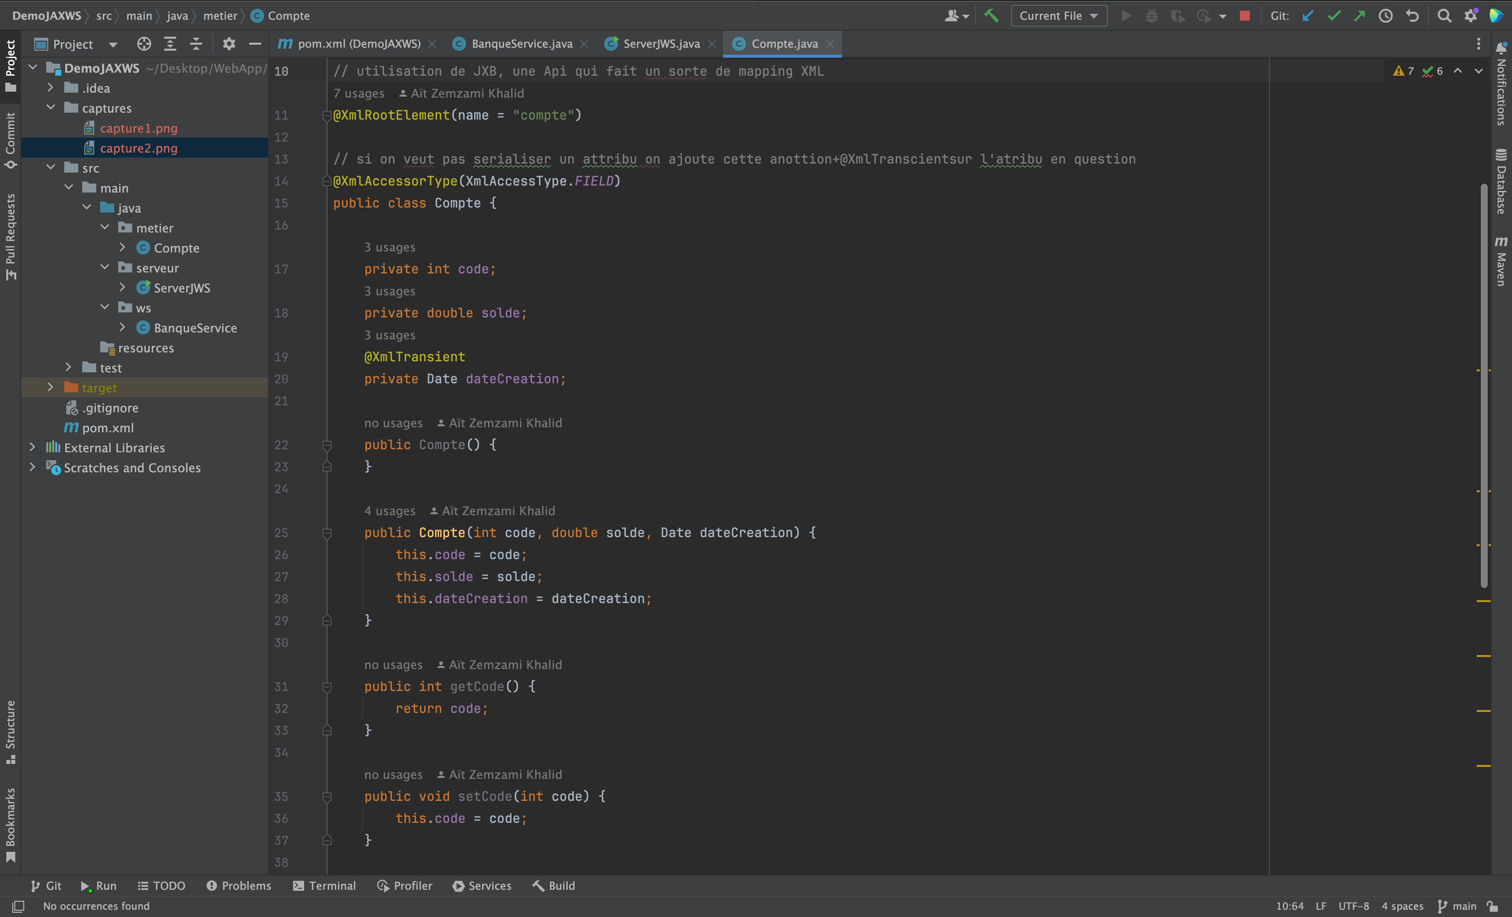 DemoJAXWS › src › main › java › metier › Compte
Current File
Git:
Project
pom.xml (DemoJAXWS)
BanqueService.java
ServerJWS.java
Compte.java
Project
Commit
Pull Requests
Structure
Bookmarks
DemoJAXWS ~/Desktop/WebApp/
.idea
captures
capture1.png
capture2.png
src
main
java
metier
Compte
serveur
ServerJWS
ws
BanqueService
resources
test
target
.gitignore
pom.xml
External Libraries
Scratches and Consoles
7 6
10 // utilisation de JXB, une Api qui fait un sorte de mapping XML
7 usages Aït Zemzami Khalid
11 @XmlRootElement(name = "compte")
12
13 // si on veut pas serialiser un attribu on ajoute cette anottion+@XmlTranscientsur l'atribu en question
14 @XmlAccessorType(XmlAccessType.FIELD)
15 public class Compte {
16
3 usages
17 private int code;
3 usages
18 private double solde;
3 usages
19 @XmlTransient
20 private Date dateCreation;
21
no usages Aït Zemzami Khalid
22 public Compte() {
23 }
24
4 usages Aït Zemzami Khalid
25 public Compte(int code, double solde, Date dateCreation) {
26 this.code = code;
27 this.solde = solde;
28 this.dateCreation = dateCreation;
29 }
30
no usages Aït Zemzami Khalid
31 public int getCode() {
32 return code;
33 }
34
no usages Aït Zemzami Khalid
35 public void setCode(int code) {
36 this.code = code;
37 }
38
Notifications
Database
Maven
Git Run TODO Problems Terminal Profiler Services Build
No occurrences found
10:64 LF UTF-8 4 spaces main